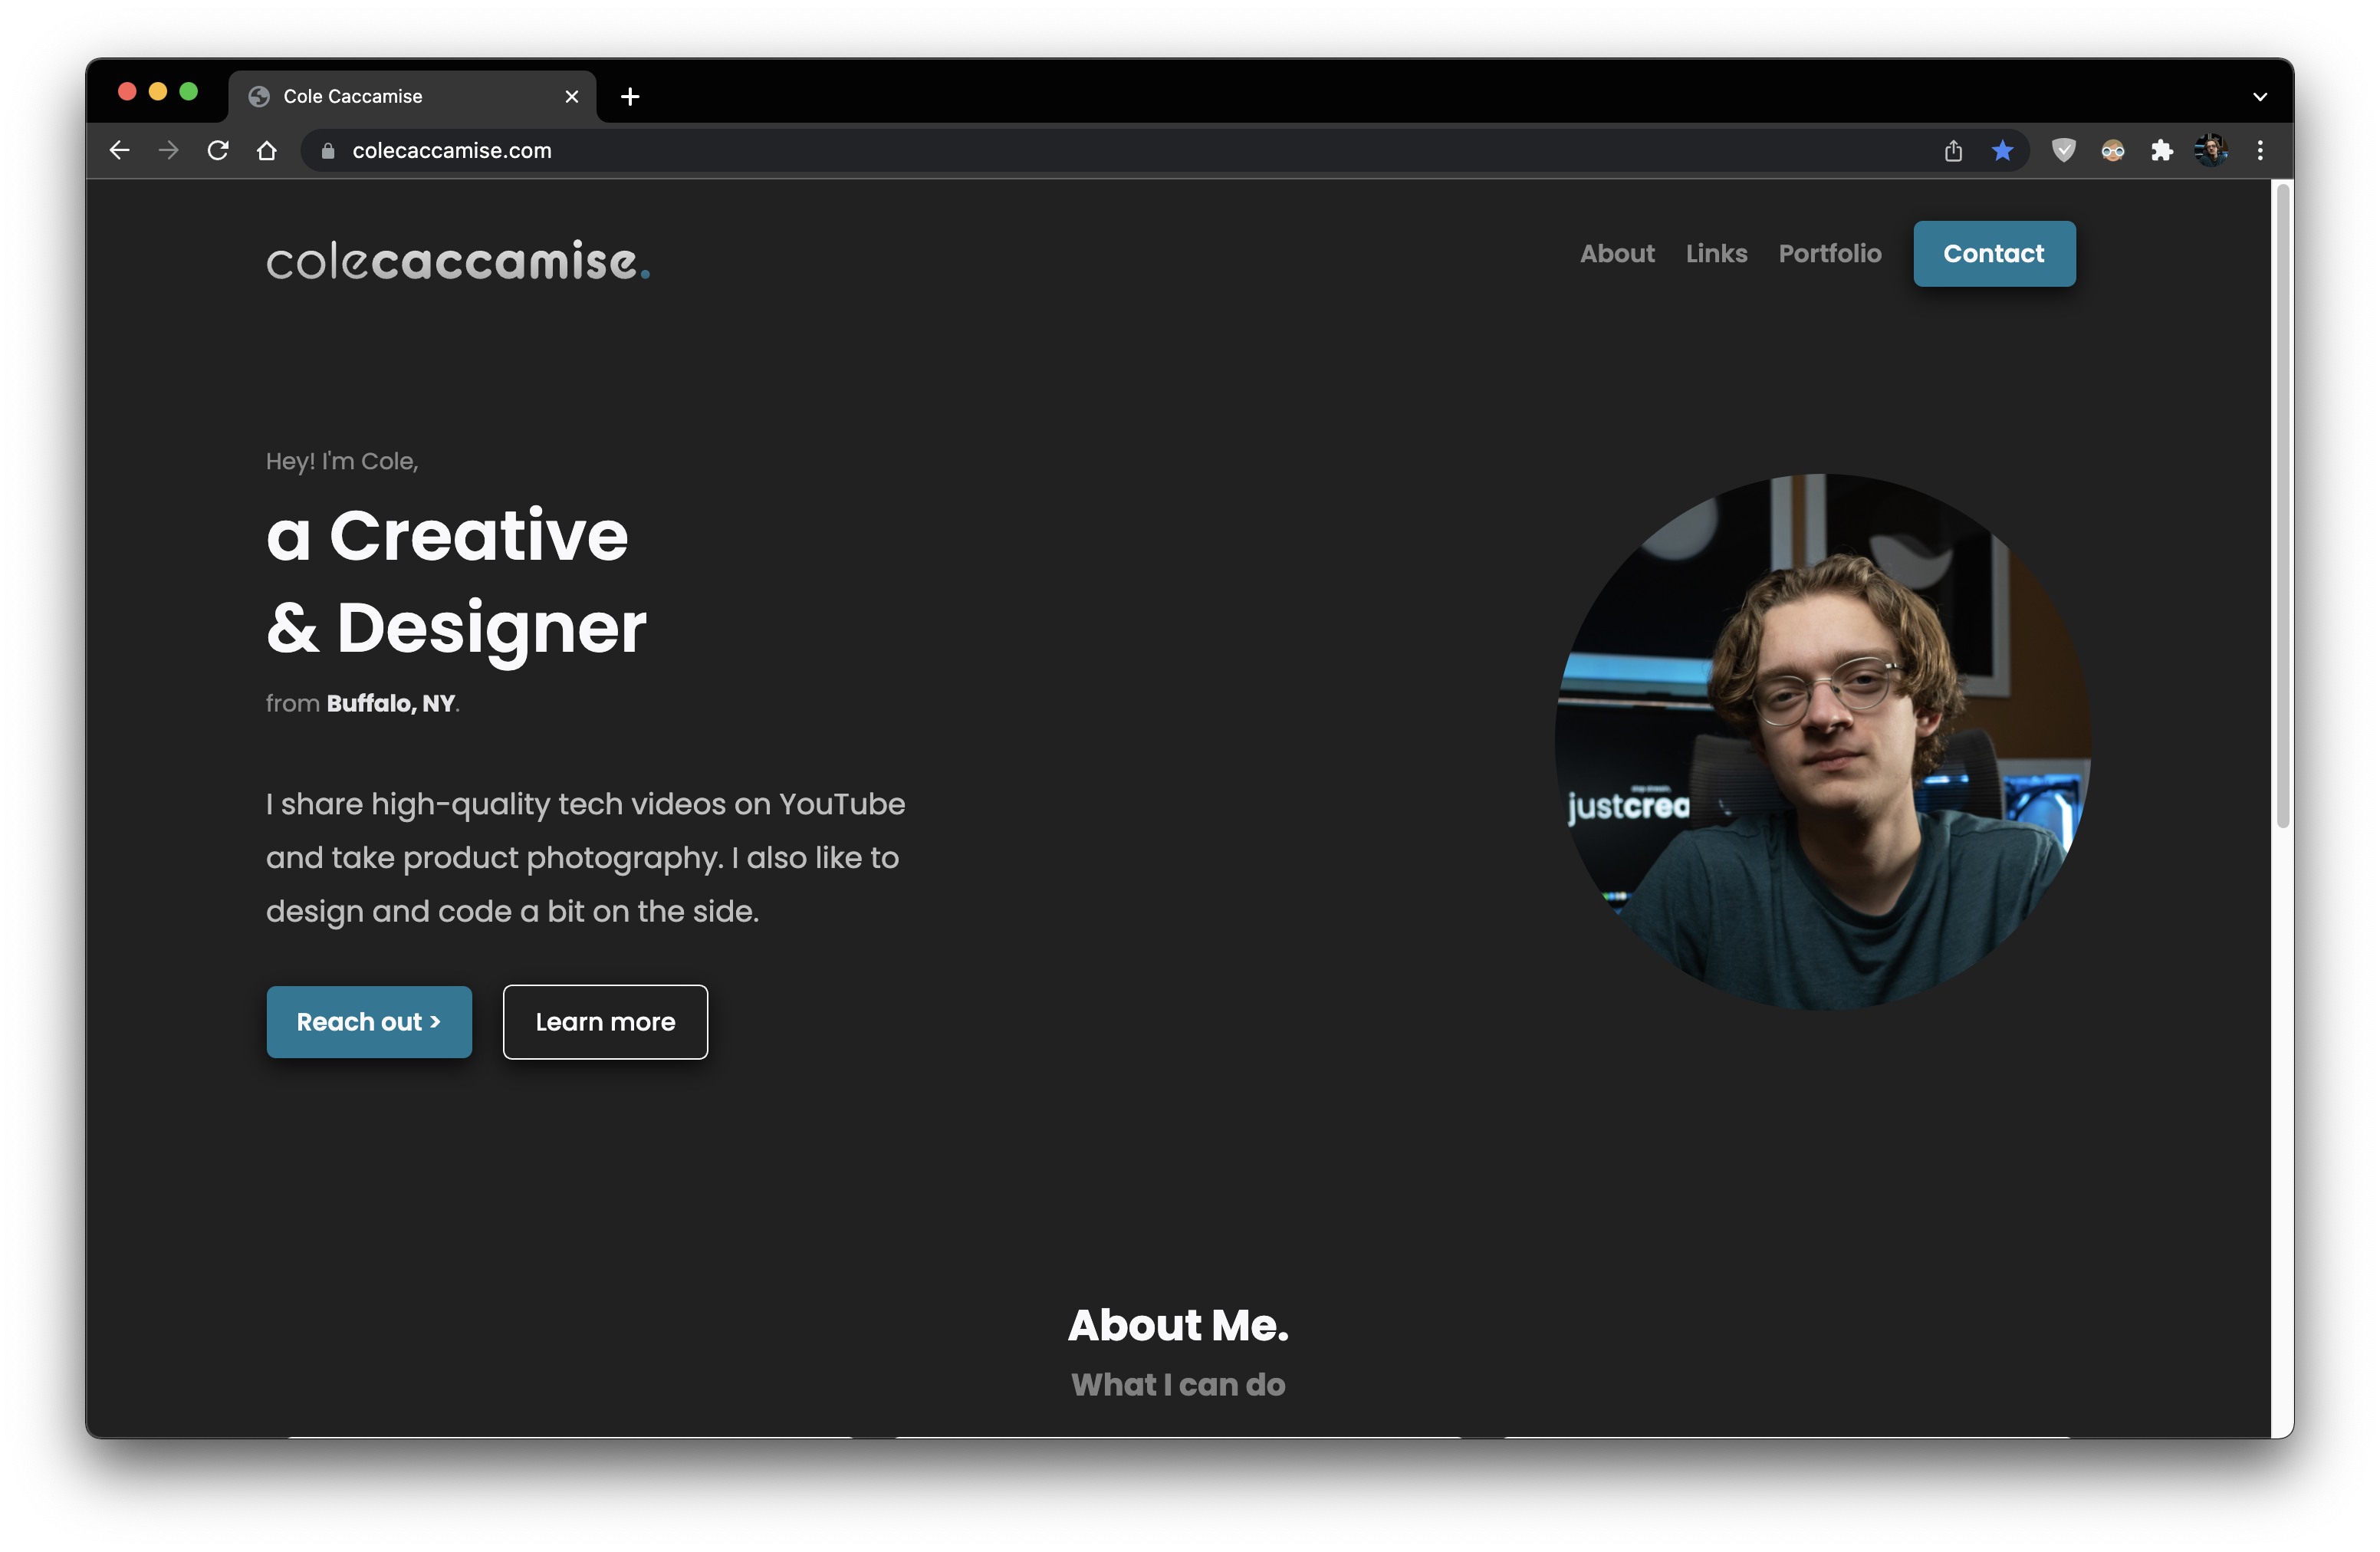 Cole Caccamise
colecaccamise.com
colecaccamise.
About Links Portfolio Contact
Hey! I'm Cole,
a Creative
& Designer
from Buffalo, NY.
I share high-quality tech videos on YouTube
and take product photography. I also like to
design and code a bit on the side.
justcrea
Reach out >
Learn more
About Me.
What I can do